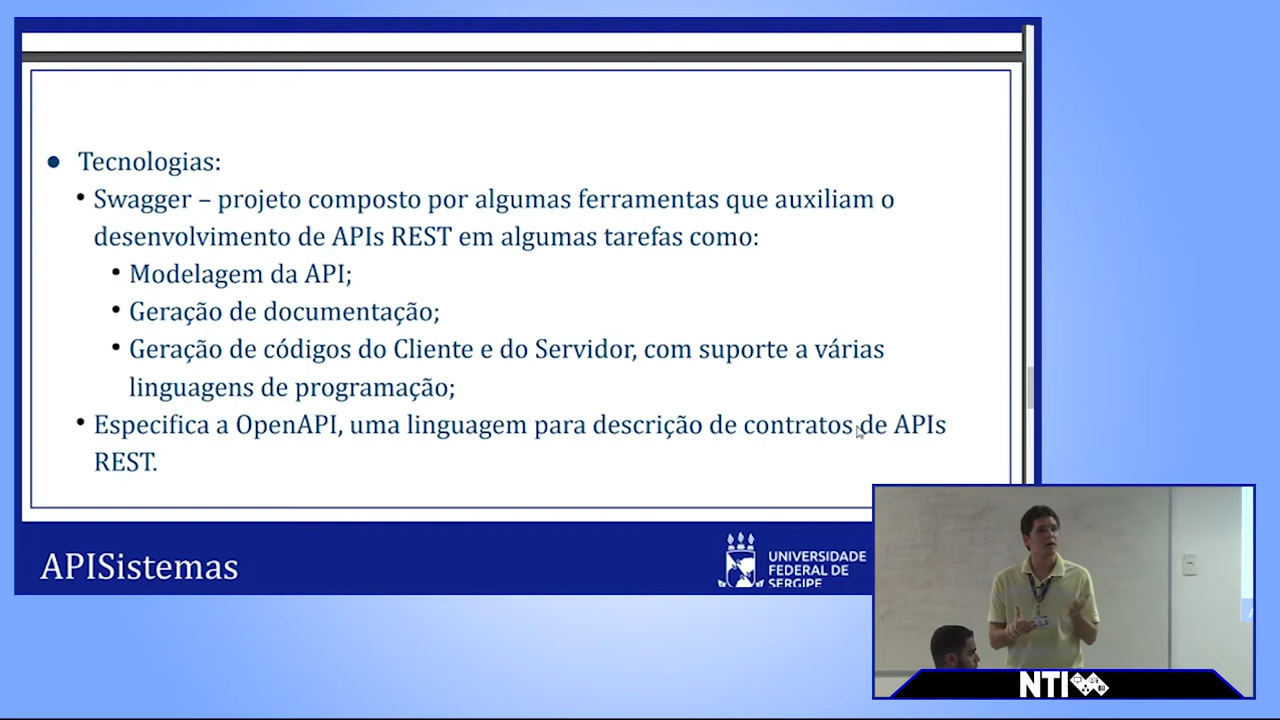 Tecnologias:
Swagger – projeto composto por algumas ferramentas que auxiliam o
desenvolvimento de APIs REST em algumas tarefas como:
Modelagem da API;
Geração de documentação;
Geração de códigos do Cliente e do Servidor, com suporte a várias
linguagens de programação;
Especifica a OpenAPI, uma linguagem para descrição de contratos de APIs
REST.
APISistemas
UNIVERSIDADE
FEDERAL DE
SERGIPE
NTI